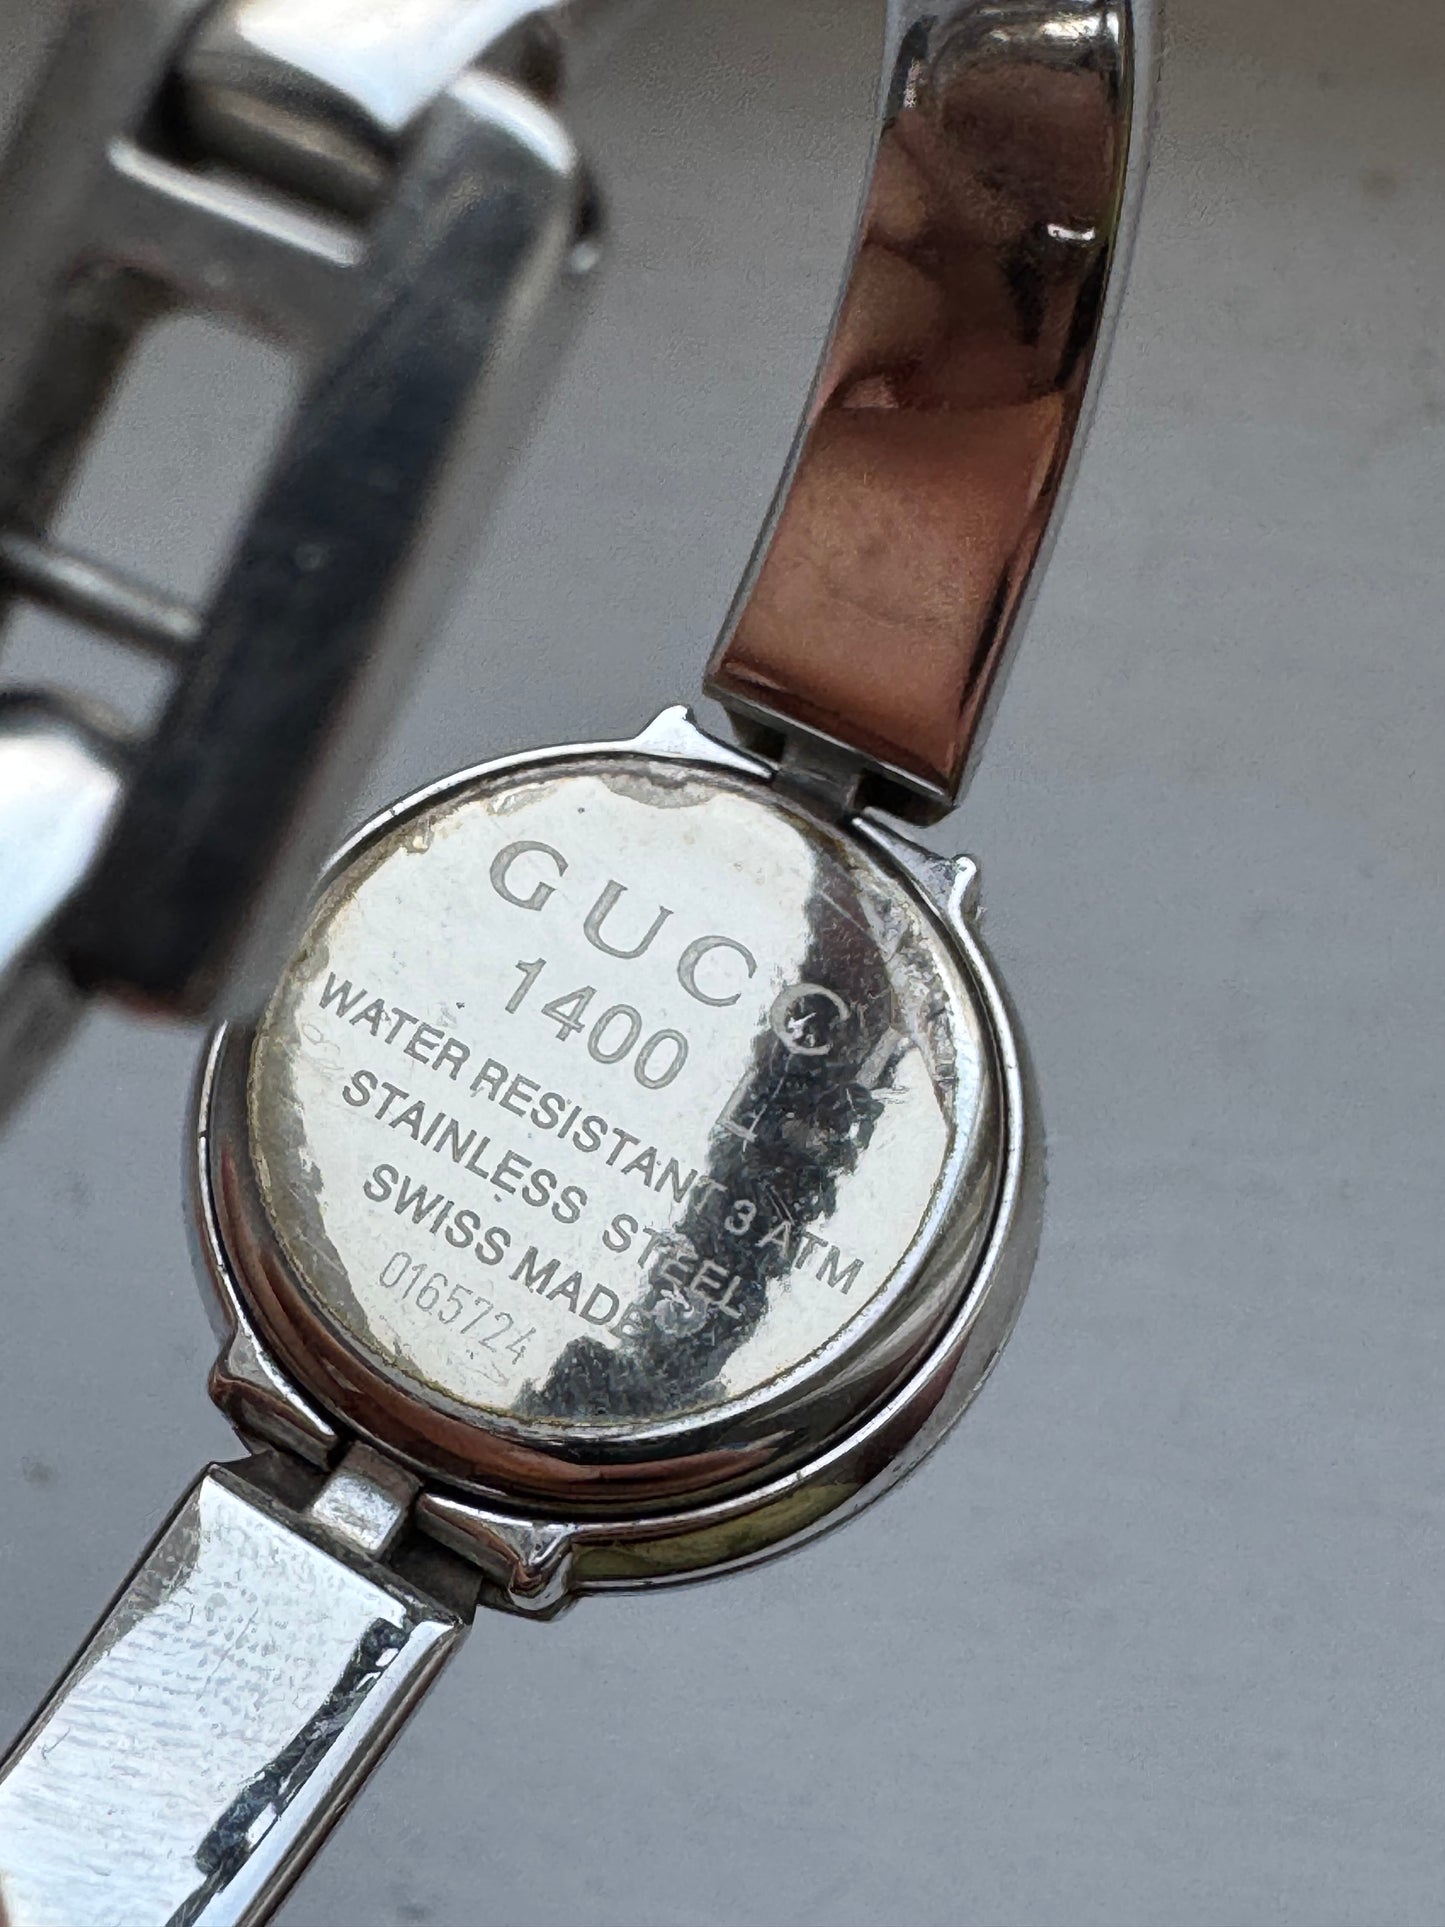 GUCCI
1400 L
WATER RESISTANT 3 ATM
STAINLESS STEEL
SWISS MADE
0165724